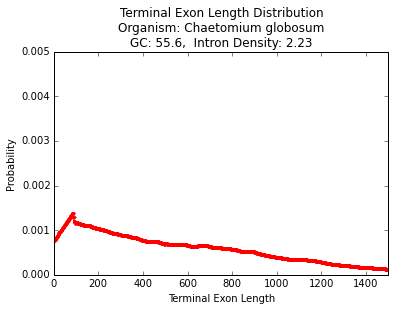 Terminal Exon Length Distribution
Organism: Chaetomium globosum
GC: 55.6,  Intron Density: 2.23
0.005
0.004
0.003
0.002
0.001
0.000
Probability
0 200 400 600 800 1000 1200 1400
Terminal Exon Length